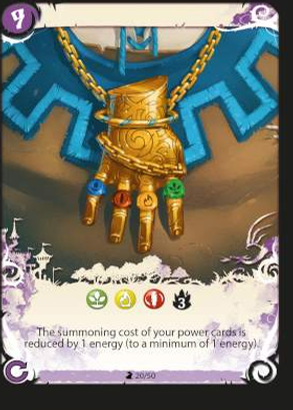 9
3
The summoning cost of your power cards is
reduced by 1 energy (to a minimum of 1 energy).
20/50